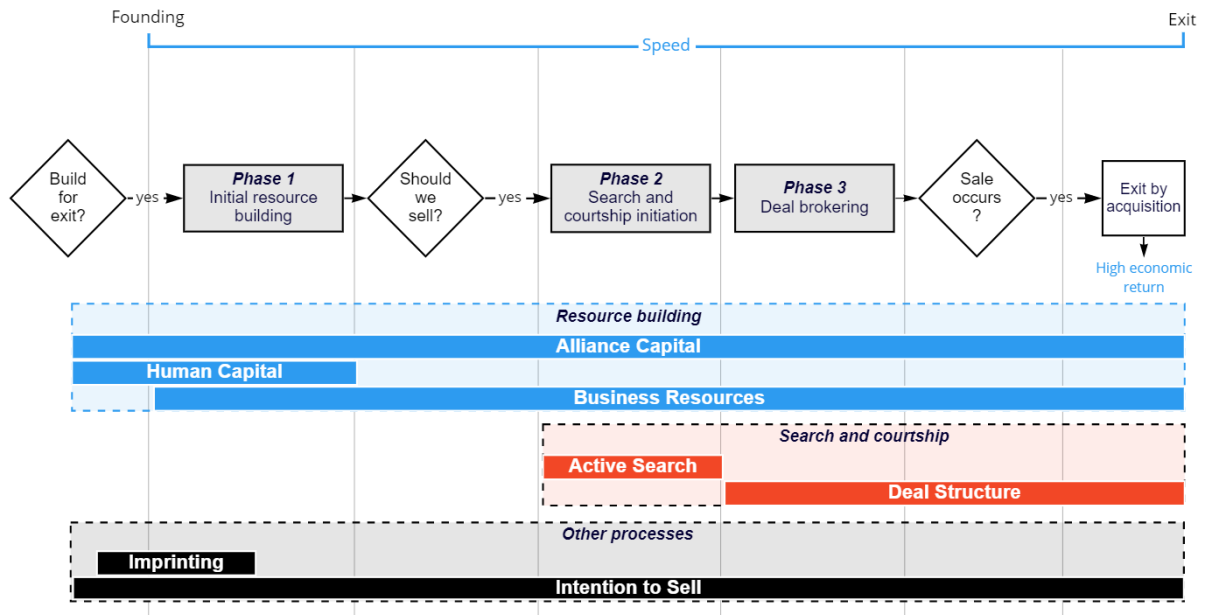 Founding
Exit
Speed
Build
for
exit?
yes
Phase 1
Initial resource
building
Should
we
sell?
yes
Phase 2
Search and
courtship initiation
Phase 3
Deal brokering
Sale
occurs
?
yes
Exit by
acquisition
High economic
return
Resource building
Alliance Capital
Human Capital
Business Resources
Search and courtship
Active Search
Deal Structure
Other processes
Imprinting
Intention to Sell